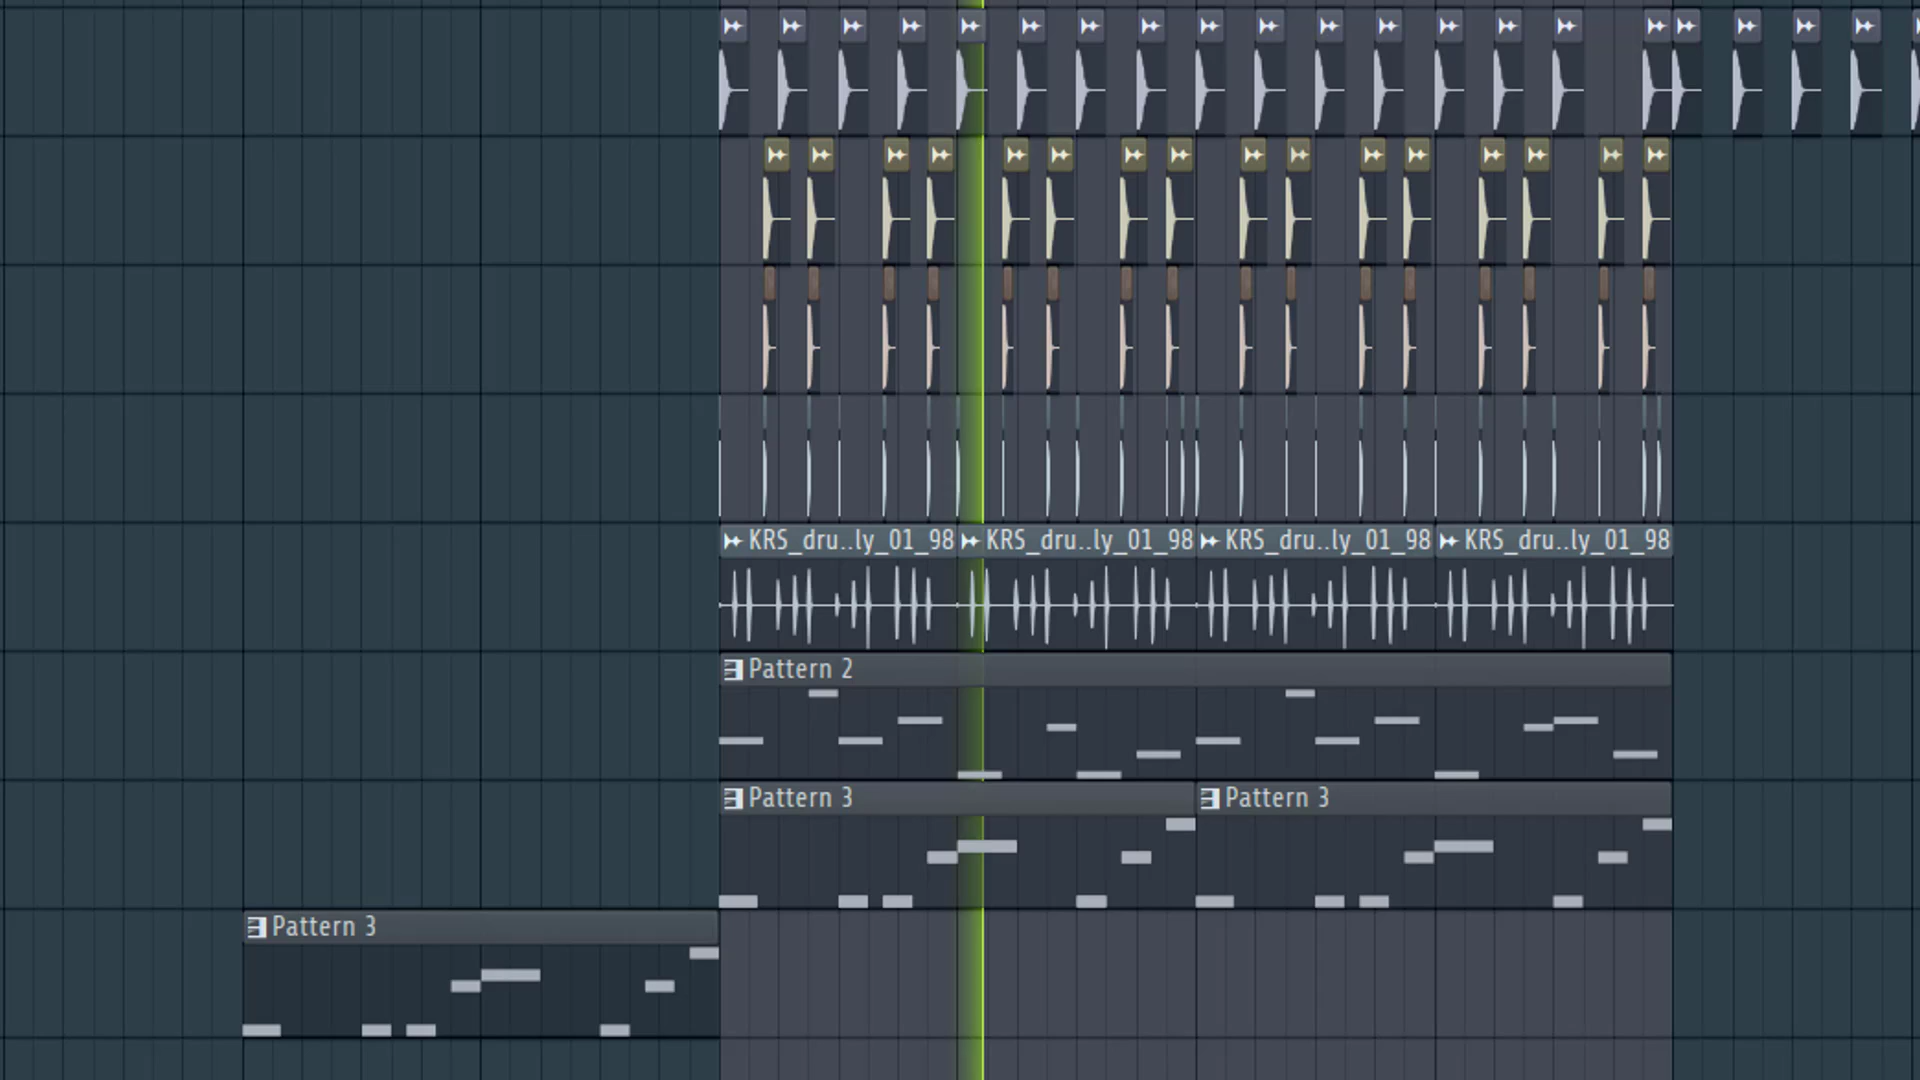 KRS_dru..ly_01_98 KRS_dru..ly_01_98 KRS_dru..ly_01_98 KRS_dru..ly_01_98
Pattern 2
Pattern 3 Pattern 3
Pattern 3